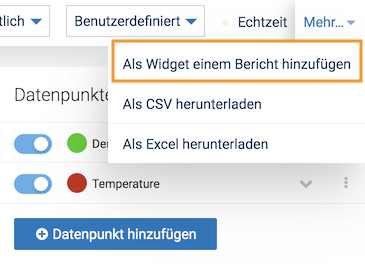 tlich
Benutzerdefiniert
Echtzeit
Mehr...
Als Widget einem Bericht hinzufügen
Als CSV herunterladen
Als Excel herunterladen
Datenpunkte
Temperature
Datenpunkt hinzufügen